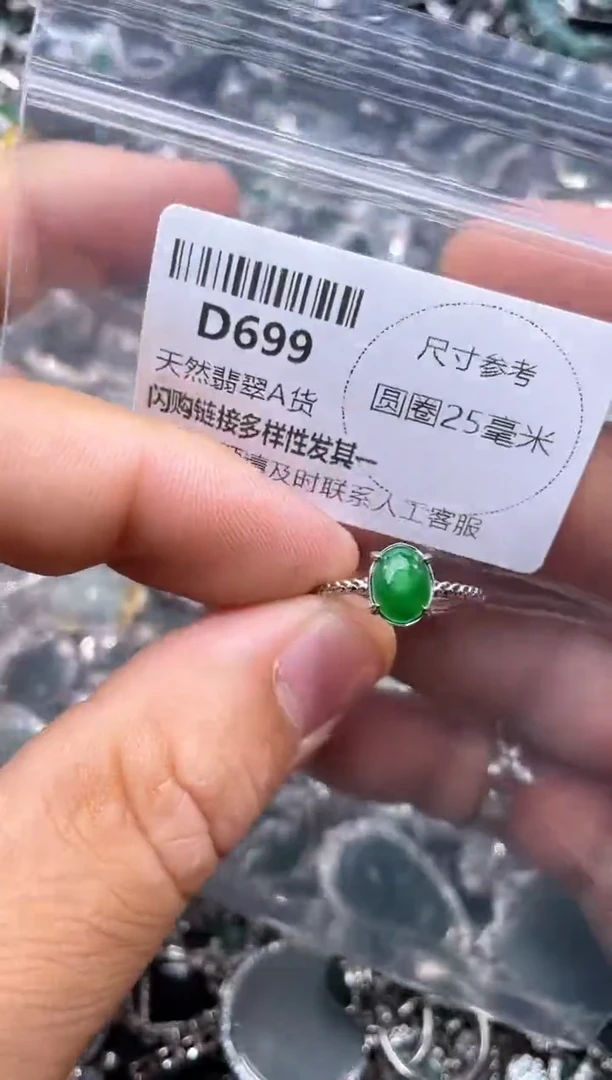 D699
天然翡翠A货
闪购链接多样性发其一
请及时联系人工客服
尺寸参考
圆圈25毫米